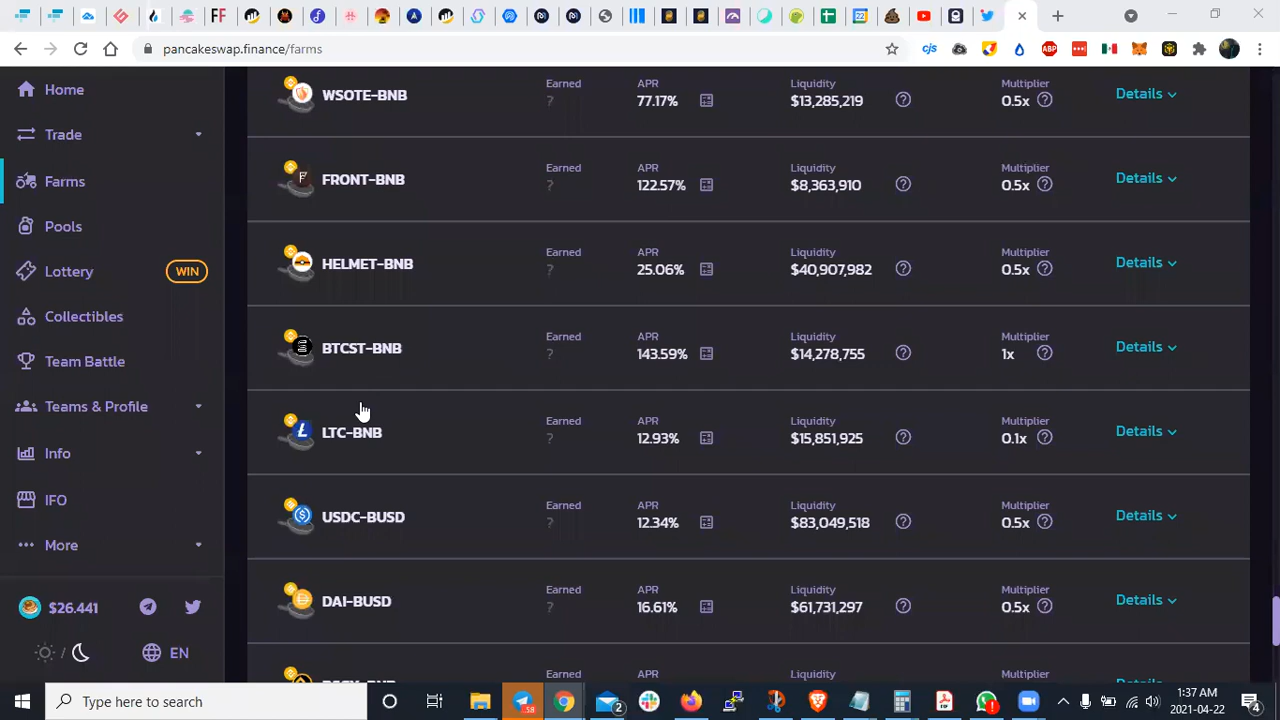 pancakeswap.finance/farms
Home
Trade
Farms
Pools
Lottery WIN
Collectibles
Team Battle
Teams & Profile
Info
IFO
More
$26.441
EN
WSOTE-BNB Earned ? APR 77.17% Liquidity $13,285,219 Multiplier 0.5x Details
FRONT-BNB Earned ? APR 122.57% Liquidity $8,363,910 Multiplier 0.5x Details
HELMET-BNB Earned ? APR 25.06% Liquidity $40,907,982 Multiplier 0.5x Details
BTCST-BNB Earned ? APR 143.59% Liquidity $14,278,755 Multiplier 1x Details
LTC-BNB Earned ? APR 12.93% Liquidity $15,851,925 Multiplier 0.1x Details
USDC-BUSD Earned ? APR 12.34% Liquidity $83,049,518 Multiplier 0.5x Details
DAI-BUSD Earned ? APR 16.61% Liquidity $61,731,297 Multiplier 0.5x Details
Earned APR Liquidity Multiplier
Type here to search
58
2
1:37 AM
2021-04-22
4